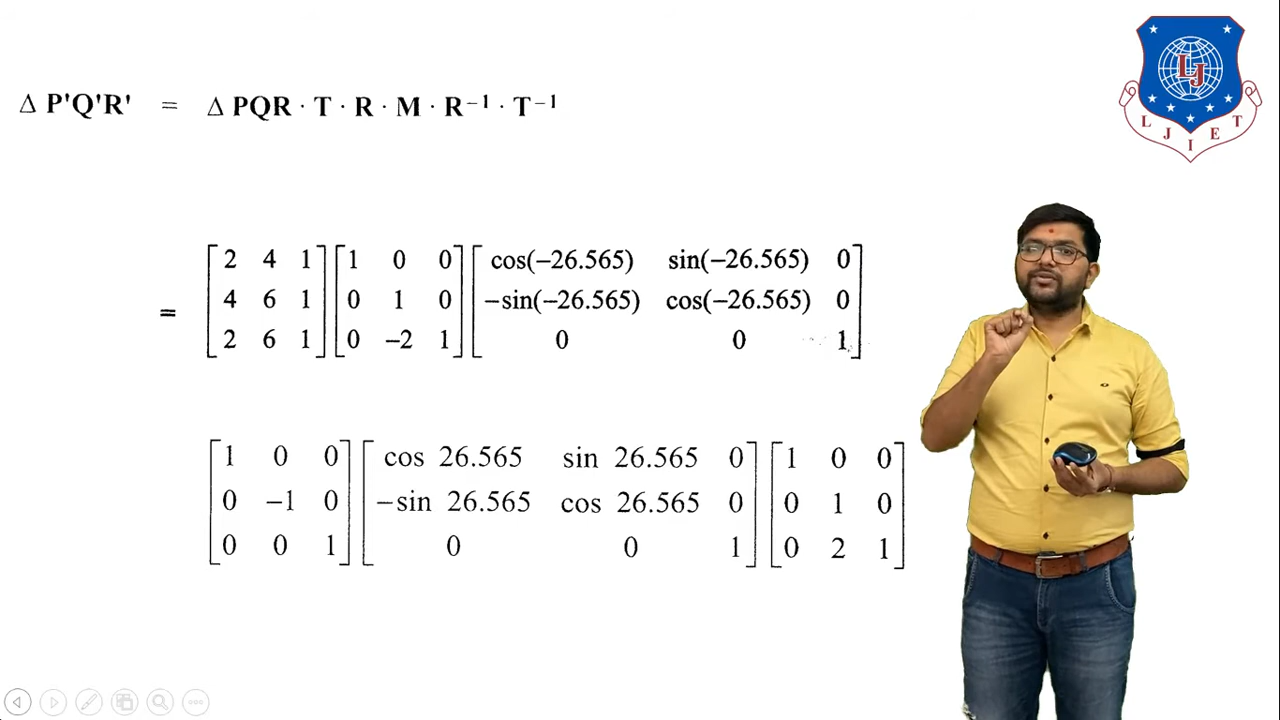 LJ
L J I E T
Δ P'Q'R' = Δ PQR · T · R · M · R⁻¹ · T⁻¹
= [2 4 1] [1 0 0] [cos(−26.565) sin(−26.565) 0]
[4 6 1] [0 1 0] [−sin(−26.565) cos(−26.565) 0]
[2 6 1] [0 −2 1] [0 0 1]
[1 0 0] [cos 26.565 sin 26.565 0] [1 0 0]
[0 −1 0] [−sin 26.565 cos 26.565 0] [0 1 0]
[0 0 1] [0 0 1] [0 2 1]